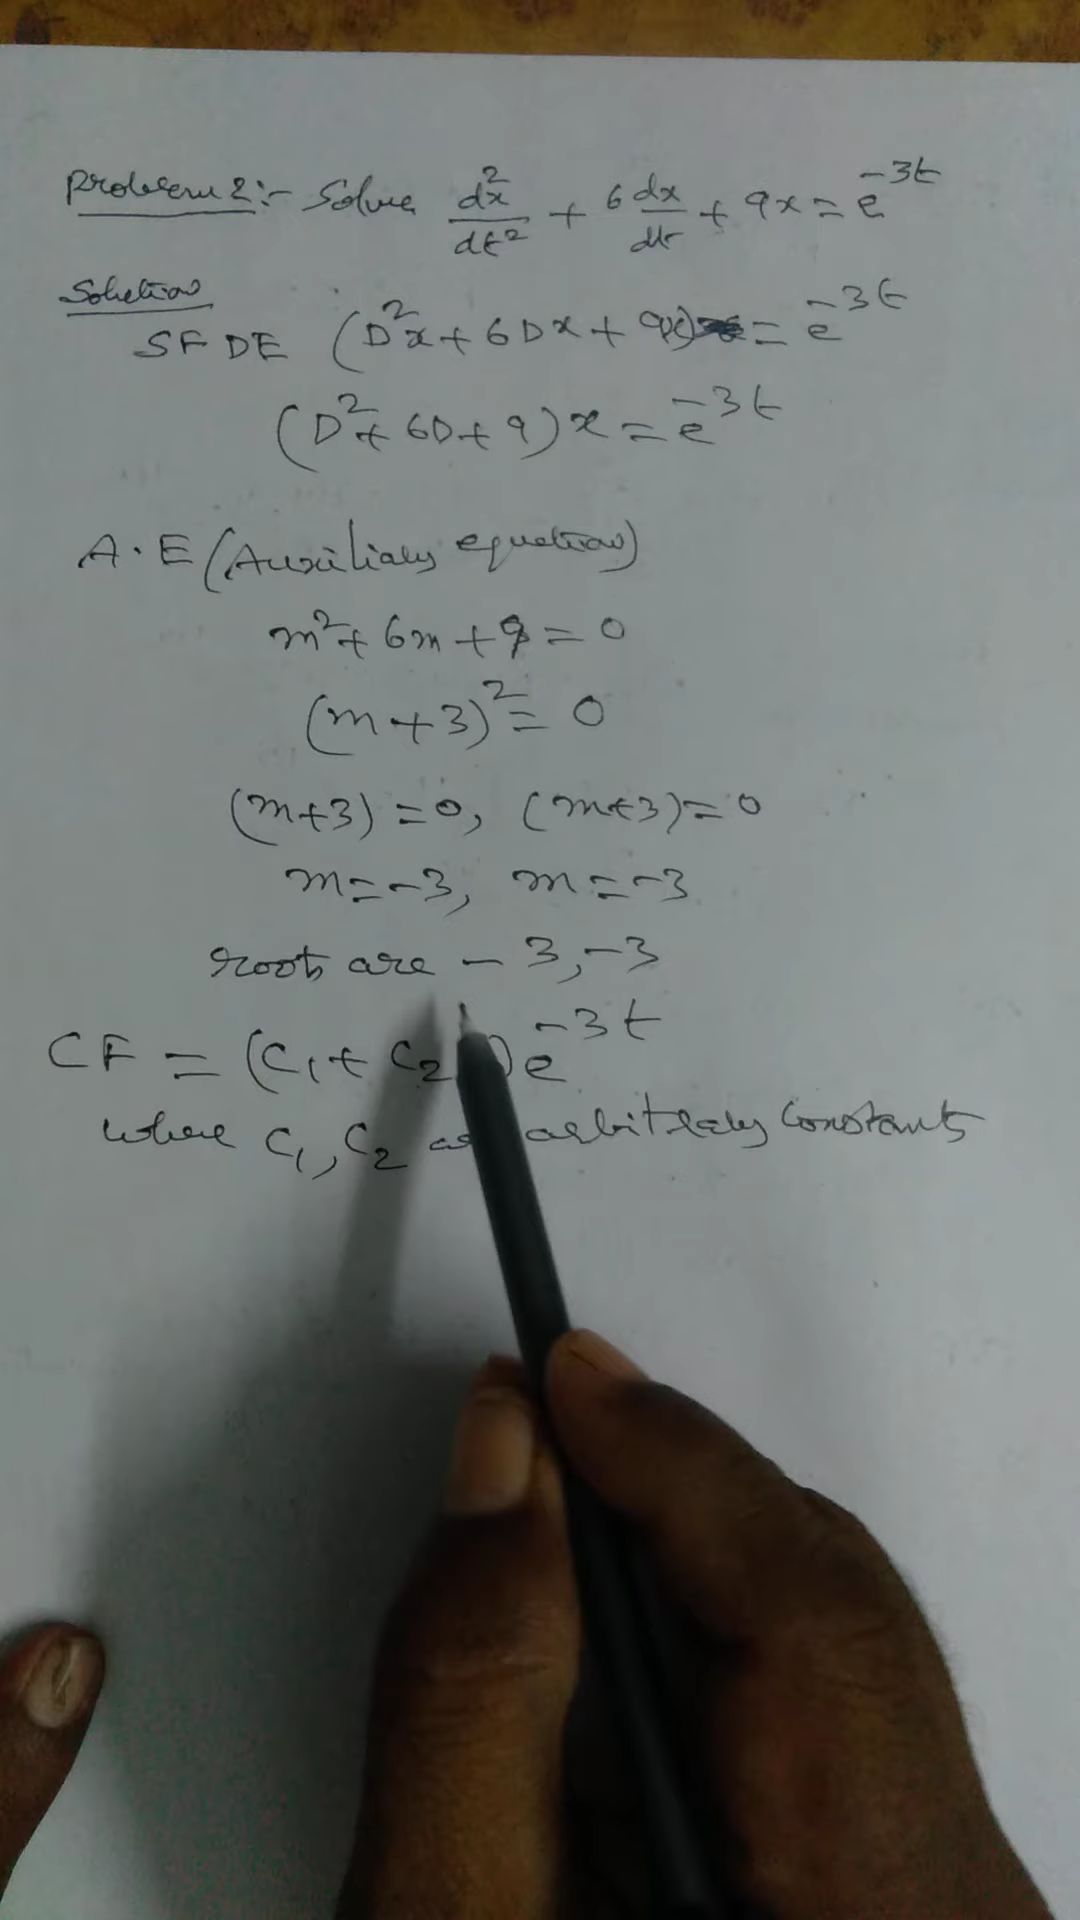 Problem 2:- Solve d²x/dt² + 6 dx/dt + 9x = e^-3t
Solution
SF DE (D²x + 6Dx + 9x) = e^-3t
(D² + 6D + 9)x = e^-3t
A.E (Auxiliary equation)
m² + 6m + 9 = 0
(m+3)² = 0
(m+3) = 0, (m+3) = 0
m = -3, m = -3
roots are -3, -3
CF = (C₁ + C₂ ) e^-3t
where C₁, C₂ arbitrary constants